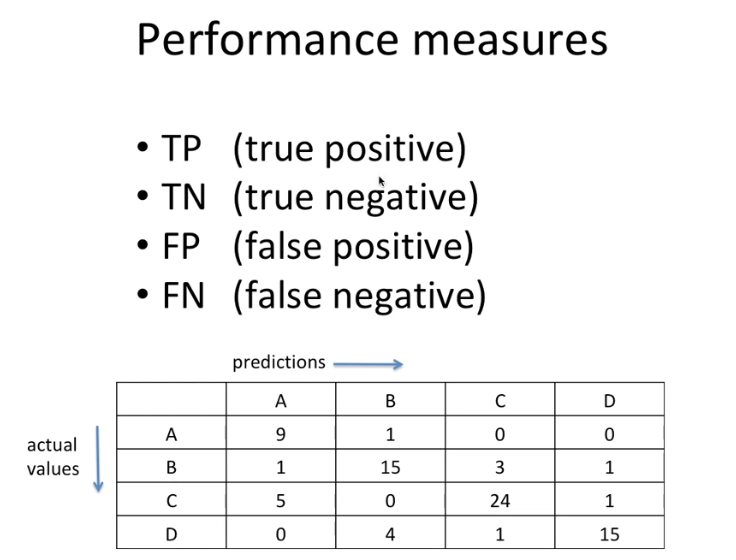 Performance measures
• TP (true positive)
• TN (true negative)
• FP (false positive)
• FN (false negative)
predictions
A B C D
actual
values
A 9 1 0 0
B 1 15 3 1
C 5 0 24 1
D 0 4 1 15